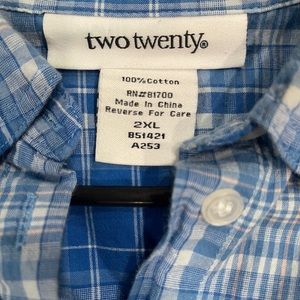 two twenty®
100% Cotton
RN#81700
Made In China
Reverse For Care
2XL
B51421
A253